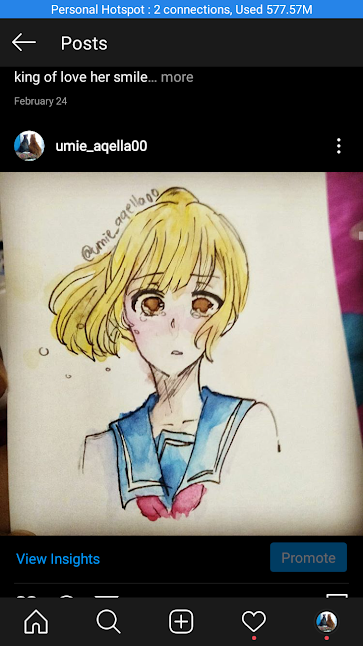 Personal Hotspot : 2 connections, Used 577.57M
Posts
king of love her smile… more
February 24
umie_aqella00
@umie_aqella00
View Insights
Promote